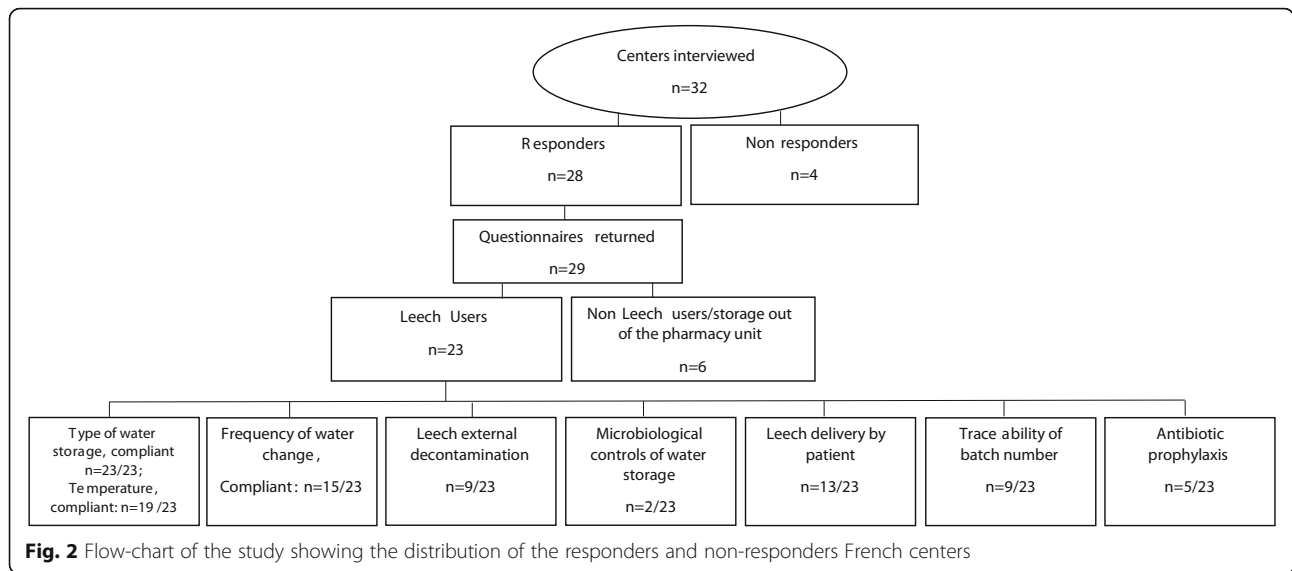 Centers interviewed
n=32
Responders
n=28
Non responders
n=4
Questionnaires returned
n=29
Leech Users
n=23
Non Leech users/storage out
of the pharmacy unit
n=6
Type of water
storage, compliant
n=23/23;
Temperature,
compliant: n=19/23
Frequency of water
change,
Compliant: n=15/23
Leech external
decontamination
n=9/23
Microbiological
controls of water
storage
n=2/23
Leech delivery by
patient
n=13/23
Trace ability of
batch number
n=9/23
Antibiotic
prophylaxis
n=5/23
Fig. 2 Flow-chart of the study showing the distribution of the responders and non-responders French centers